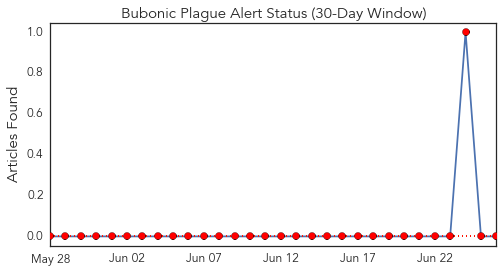 Bubonic Plague Alert Status (30-Day Window)
Articles Found
1.0
0.8
0.6
0.4
0.2
0.0
May 28 Jun 02 Jun 07 Jun 12 Jun 17 Jun 22